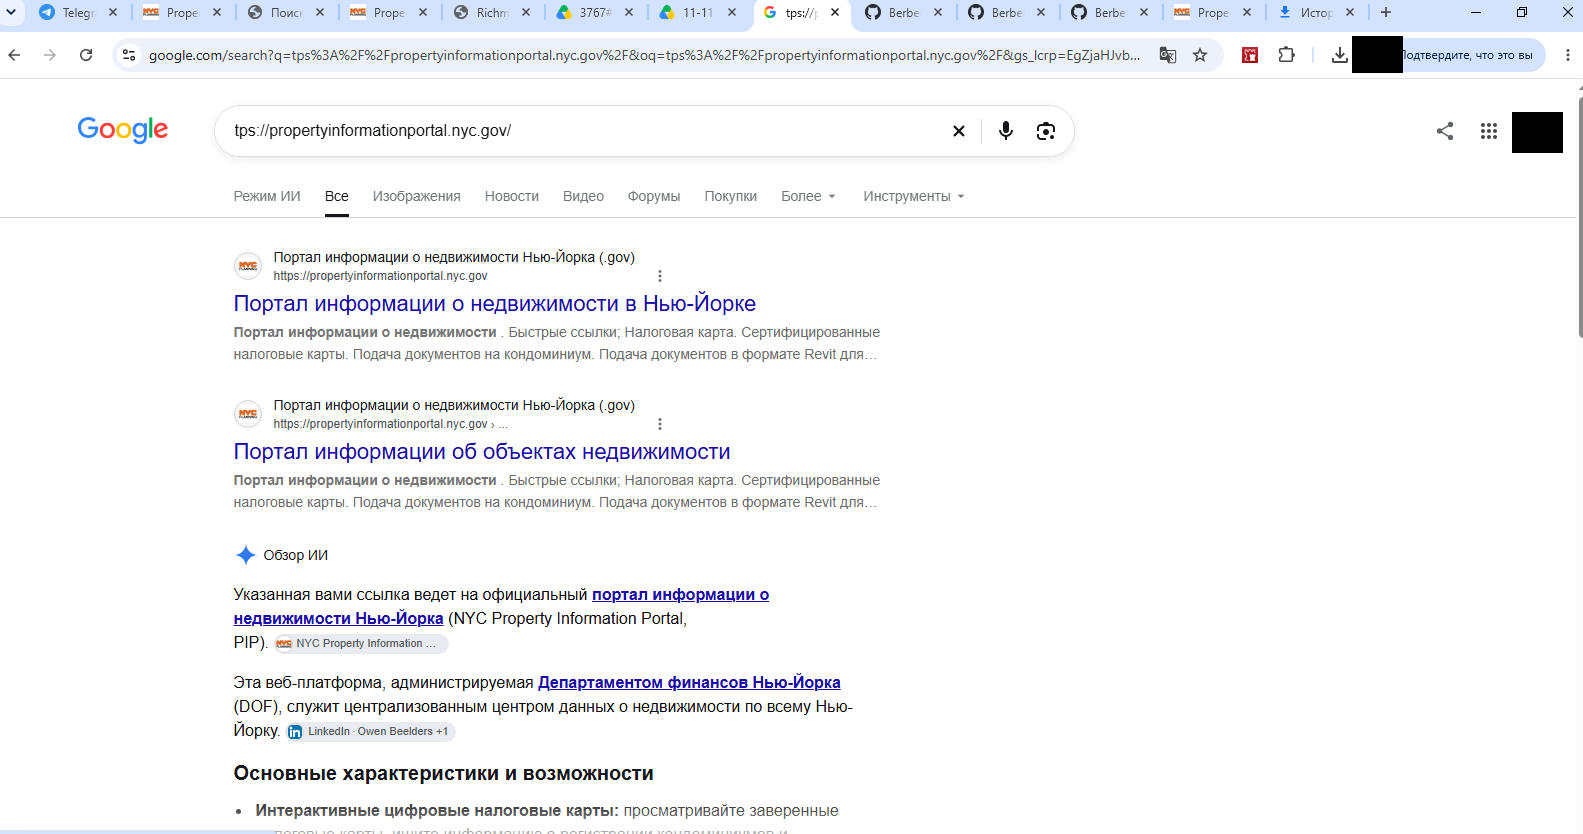 Telegr
Proper
Поиск
Prope
Richm
3767#
11-11
tps://p
Berbe
Berbe
Berbe
Prope
Истор
google.com/search?q=tps%3A%2F%2Fpropertyinformationportal.nyc.gov%2F&oq=tps%3A%2F%2Fpropertyinformationportal.nyc.gov%2F&gs_lcrp=EgZjaHJvb...
Подтвердите, что это вы
Google
tps://propertyinformationportal.nyc.gov/
Режим ИИ
Все
Изображения
Новости
Видео
Форумы
Покупки
Более
Инструменты
Портал информации о недвижимости Нью-Йорка (.gov)
https://propertyinformationportal.nyc.gov
Портал информации о недвижимости в Нью-Йорке
Портал информации о недвижимости . Быстрые ссылки; Налоговая карта. Сертифицированные
налоговые карты. Подача документов на кондоминиум. Подача документов в формате Revit для...
Портал информации о недвижимости Нью-Йорка (.gov)
https://propertyinformationportal.nyc.gov › ...
Портал информации об объектах недвижимости
Портал информации о недвижимости . Быстрые ссылки; Налоговая карта. Сертифицированные
налоговые карты. Подача документов на кондоминиум. Подача документов в формате Revit для...
Обзор ИИ
Указанная вами ссылка ведет на официальный портал информации о
недвижимости Нью-Йорка (NYC Property Information Portal,
PIP). NYC Property Information ...
Эта веб-платформа, администрируемая Департаментом финансов Нью-Йорка
(DOF), служит централизованным центром данных о недвижимости по всему Нью-
Йорку. LinkedIn · Owen Beelders +1
Основные характеристики и возможности
• Интерактивные цифровые налоговые карты: просматривайте заверенные